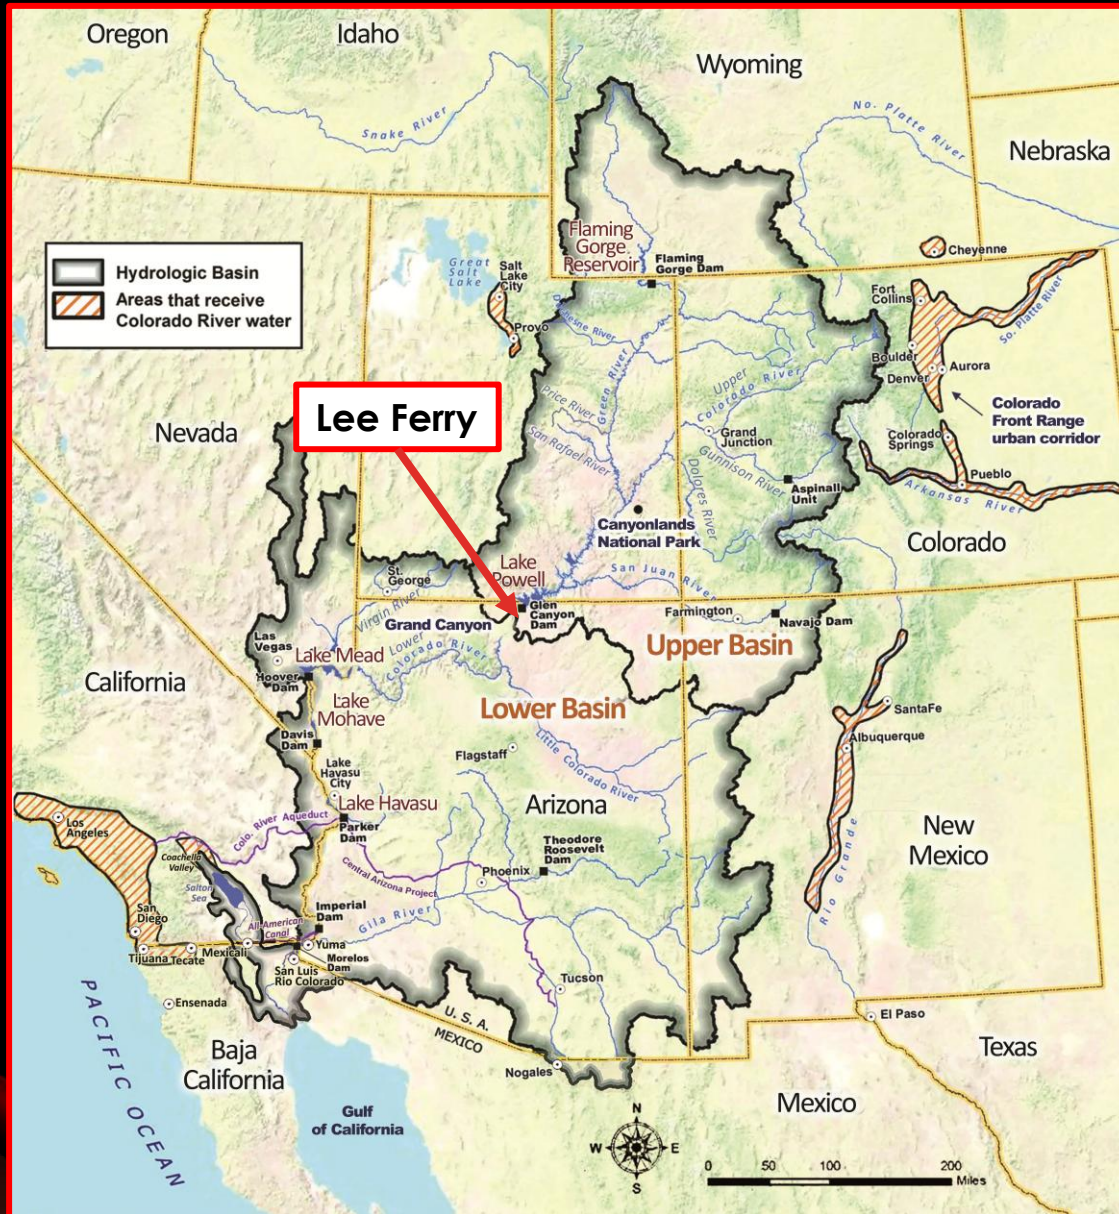 Oregon
Idaho
Wyoming
Snake River
No. Platte River
Nebraska
Hydrologic Basin
Areas that receive
Colorado River water
Great
Salt
Lake
Salt
Lake
City
Provo
Flaming
Gorge
Reservoir
Flaming
Gorge Dam
Cheyenne
Fort
Collins
So. Platte River
Boulder
Denver
Aurora
Colorado
Front Range
urban corridor
Colorado
Springs
Pueblo
Arkansas River
Colorado
Duchesne River
Green River
Price River
San Rafael River
Upper
Colorado River
Grand
Junction
Gunnison River
Dolores River
Aspinall
Unit
Canyonlands
National Park
Nevada
Lee Ferry
Lake
Powell
San Juan River
Glen
Canyon
Dam
Farmington
Navajo Dam
St.
George
Virgin River
Grand Canyon
Lower
Colorado River
Upper Basin
Lower Basin
Las
Vegas
Lake Mead
Hoover
Dam
California
Lake
Mohave
Davis
Dam
Lake
Havasu
City
Lake Havasu
Parker
Dam
Flagstaff
Little Colorado River
Arizona
Theodore
Roosevelt
Dam
Phoenix
SantaFe
Albuquerque
Rio Grande
New
Mexico
Los
Angeles
Colo. River Aqueduct
Coachella
Valley
Salton
Sea
Central Arizona Project
San
Diego
All-American
Canal
Imperial
Dam
Gila River
Yuma
Morelos
Dam
Tijuana
Tecate
Mexicali
San Luis
Rio Colorado
Tucson
Ensenada
U. S. A.
MEXICO
Nogales
El Paso
Texas
PACIFIC OCEAN
Baja
California
Gulf
of California
Mexico
N
W
E
S
0 50 100 200
Miles